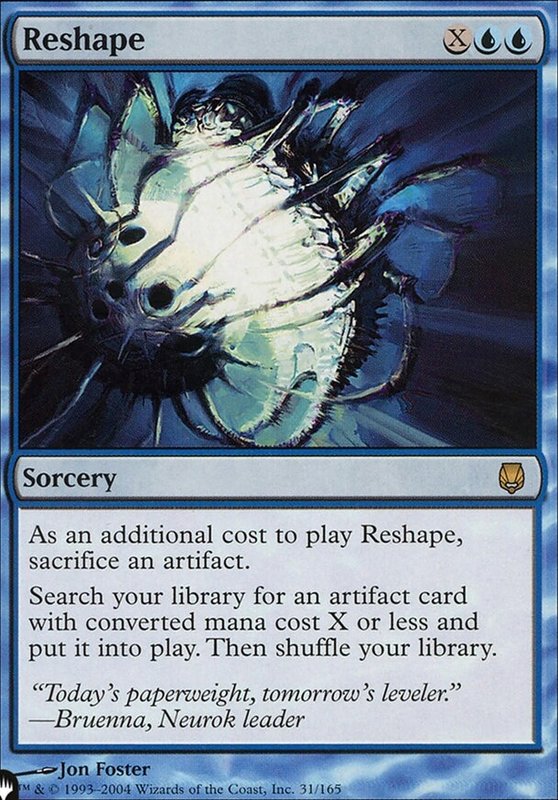 Reshape
X
Sorcery
As an additional cost to play Reshape,
sacrifice an artifact.
Search your library for an artifact card
with converted mana cost X or less and
put it into play. Then shuffle your library.
“Today’s paperweight, tomorrow’s leveler.”
—Bruenna, Neurok leader
Jon Foster
™ & © 1993–2004 Wizards of the Coast, Inc. 31/165